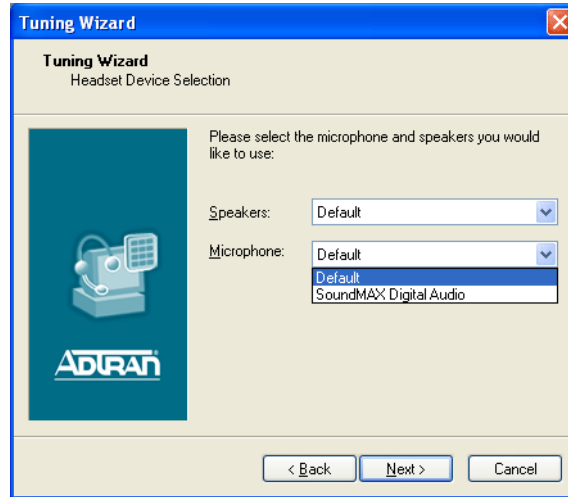 Tuning Wizard
Tuning Wizard
Headset Device Selection
Please select the microphone and speakers you would
like to use:
Speakers: Default
Microphone: Default
Default
SoundMAX Digital Audio
ADTRAN
< Back Next > Cancel